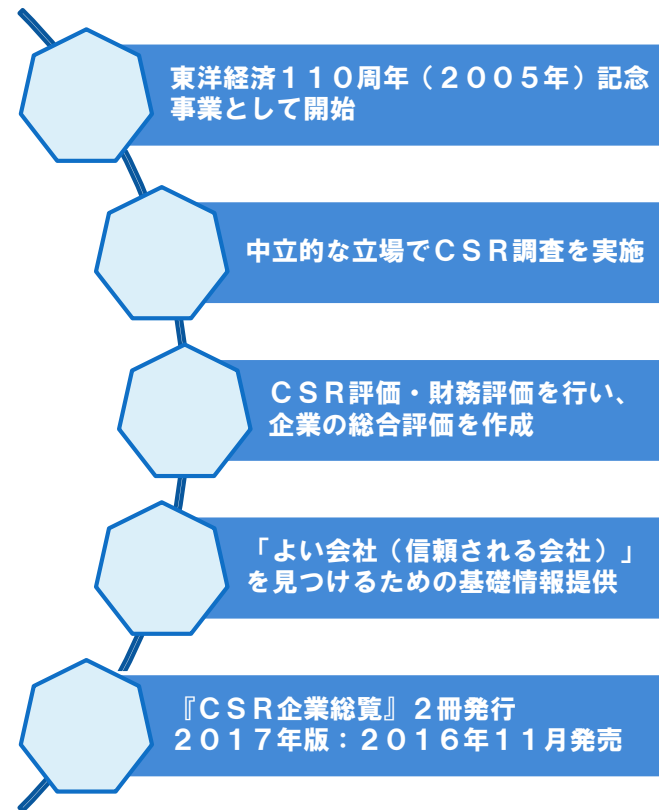 東洋経済１１０周年（２００５年）記念
事業として開始
中立的な立場でＣＳＲ調査を実施
ＣＳＲ評価・財務評価を行い、
企業の総合評価を作成
「よい会社（信頼される会社）」
を見つけるための基礎情報提供
『ＣＳＲ企業総覧』２冊発行
２０１７年版：２０１６年１１月発売